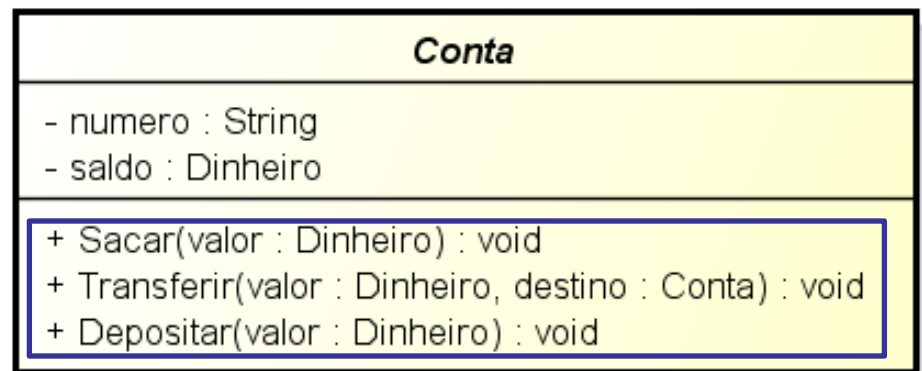 Conta
- numero : String
- saldo : Dinheiro
+ Sacar(valor : Dinheiro) : void
+ Transferir(valor : Dinheiro, destino : Conta) : void
+ Depositar(valor : Dinheiro) : void